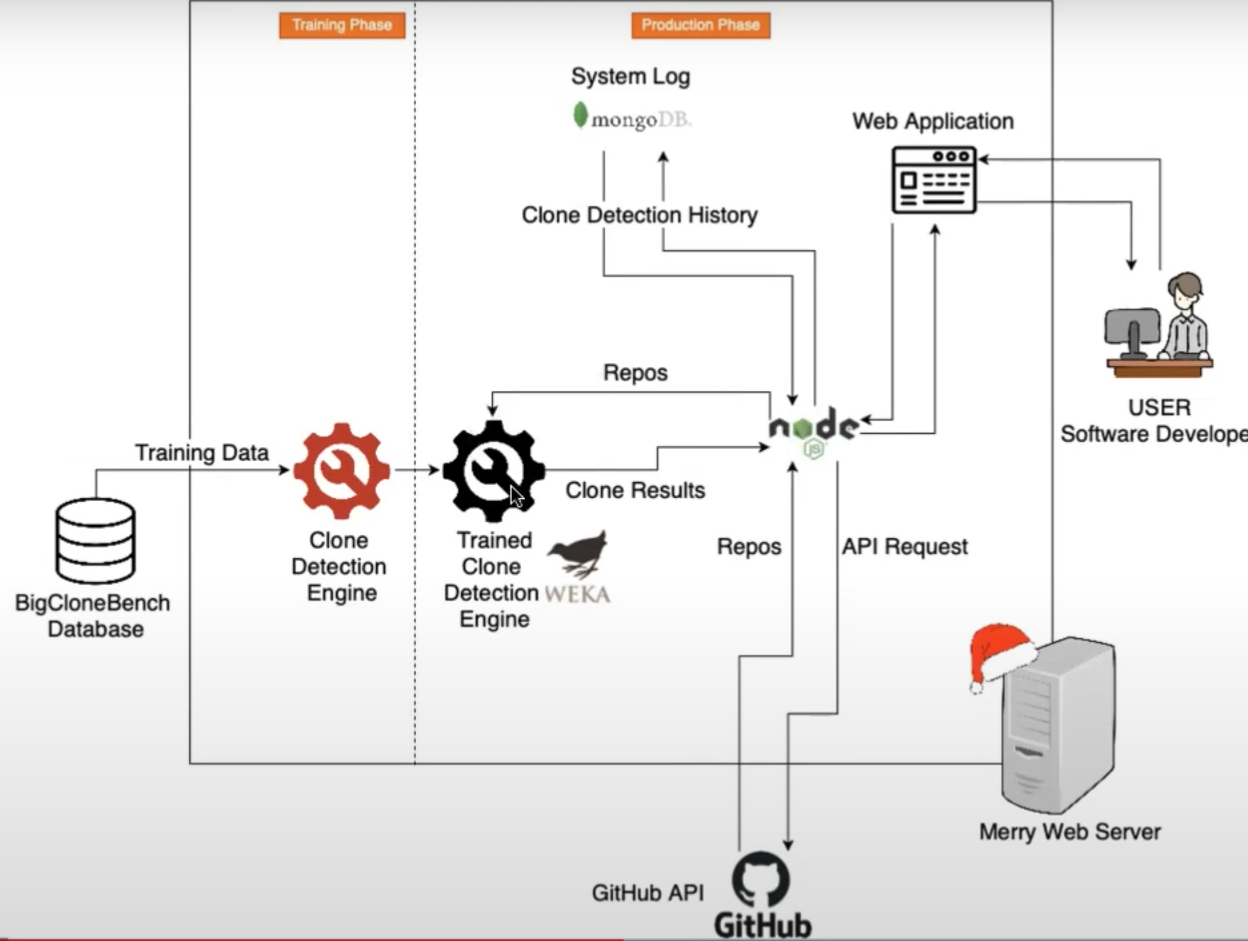 Training Phase
Production Phase
System Log
mongoDB.
Web Application
Clone Detection History
Repos
node
JS
USER
Software Develope
Training Data
Clone Results
Clone
Detection
Engine
Trained
Clone
Detection
Engine
WEKA
Repos
API Request
BigCloneBench
Database
Merry Web Server
GitHub API
GitHub